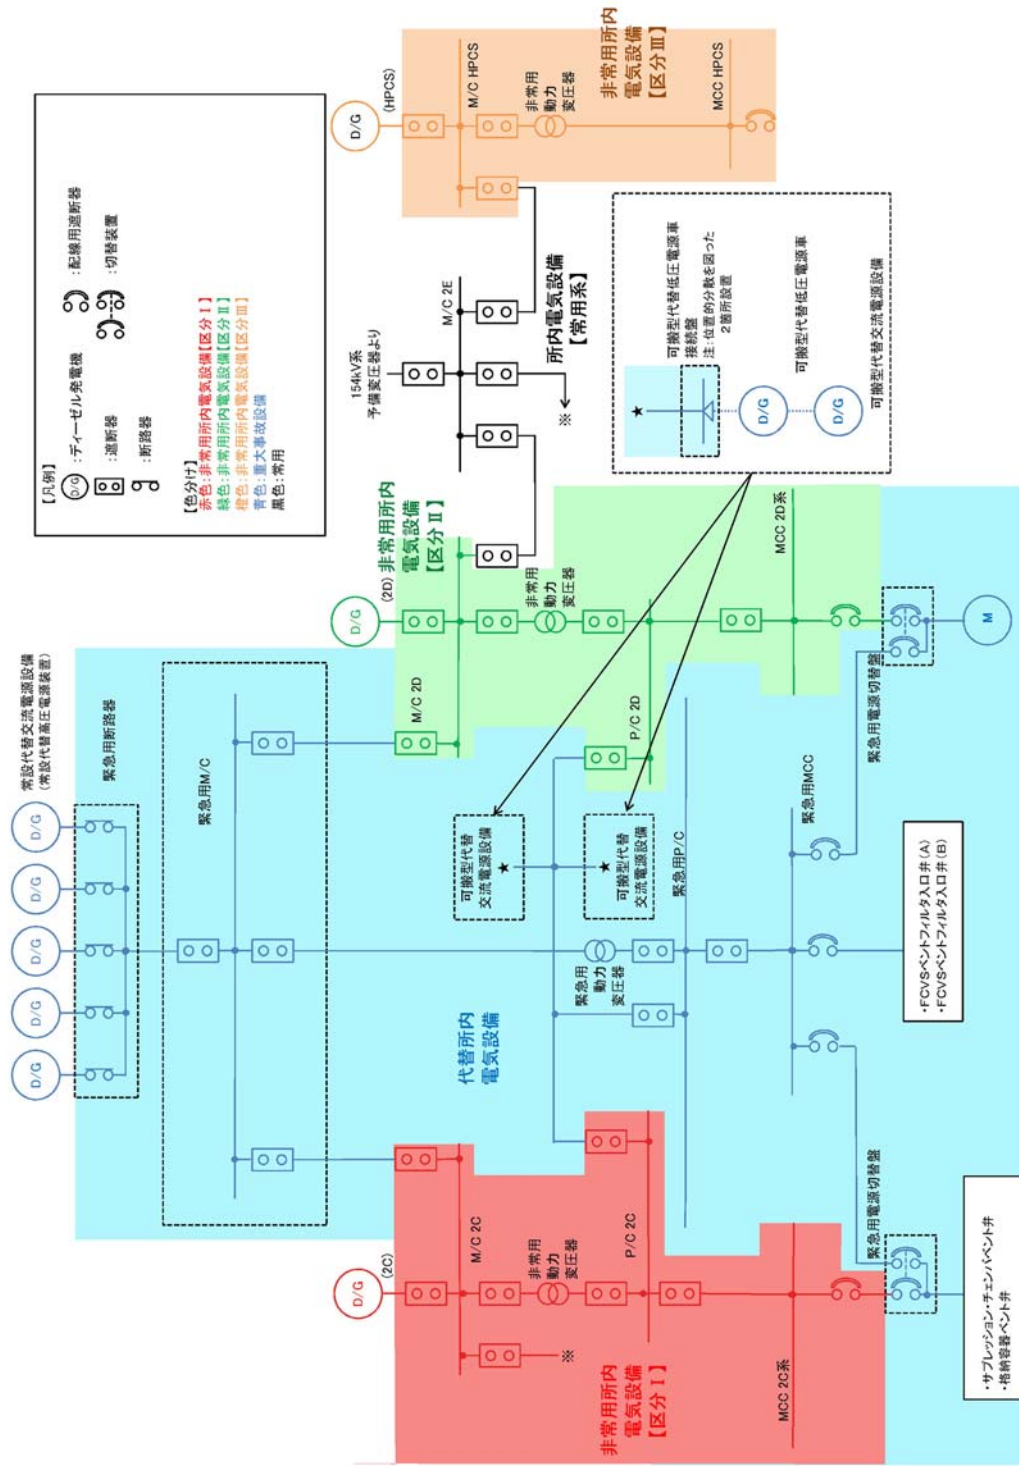 【凡例】
D/G
:ディーゼル発電機
:配線用遮断器
:遮断器
:切替装置
:断路器
【色分け】
赤色:非常用所内電気設備【区分Ⅰ】
緑色:非常用所内電気設備【区分Ⅱ】
橙色:非常用所内電気設備【区分Ⅲ】
青色:重大事故設備
黒色:常用
常設代替交流電源設備
(常設代替高圧電源装置)
D/G
D/G
D/G
D/G
D/G
緊急用断路器
緊急用M/C
代替所内
電気設備
D/G
(2C)
M/C 2C
非常用
動力
変圧器
※
P/C 2C
非常用所内
電気設備
【区分Ⅰ】
MCC 2C系
緊急用電源切替盤
・サプレッション・チェンバベント弁
・格納容器ベント弁
可搬型代替
交流電源設備
★
★
可搬型代替
交流電源設備
緊急用
動力
変圧器
緊急用P/C
緊急用MCC
・FCVSベントフィルタ入口弁(A)
・FCVSベントフィルタ入口弁(B)
D/G
(2D)
非常用所内
電気設備
【区分Ⅱ】
M/C 2D
非常用
動力
変圧器
P/C 2D
MCC 2D系
緊急用電源切替盤
M
154kV系
予備変圧器より
M/C 2E
※
所内電気設備
【常用系】
D/G
(HPCS)
M/C HPCS
非常用
動力
変圧器
非常用所内
電気設備
【区分Ⅲ】
MCC HPCS
★
可搬型代替低圧電源車
接続盤
注:位置的分散を図った
2箇所設置
D/G
D/G
可搬型代替低圧電源車
可搬型代替交流電源設備